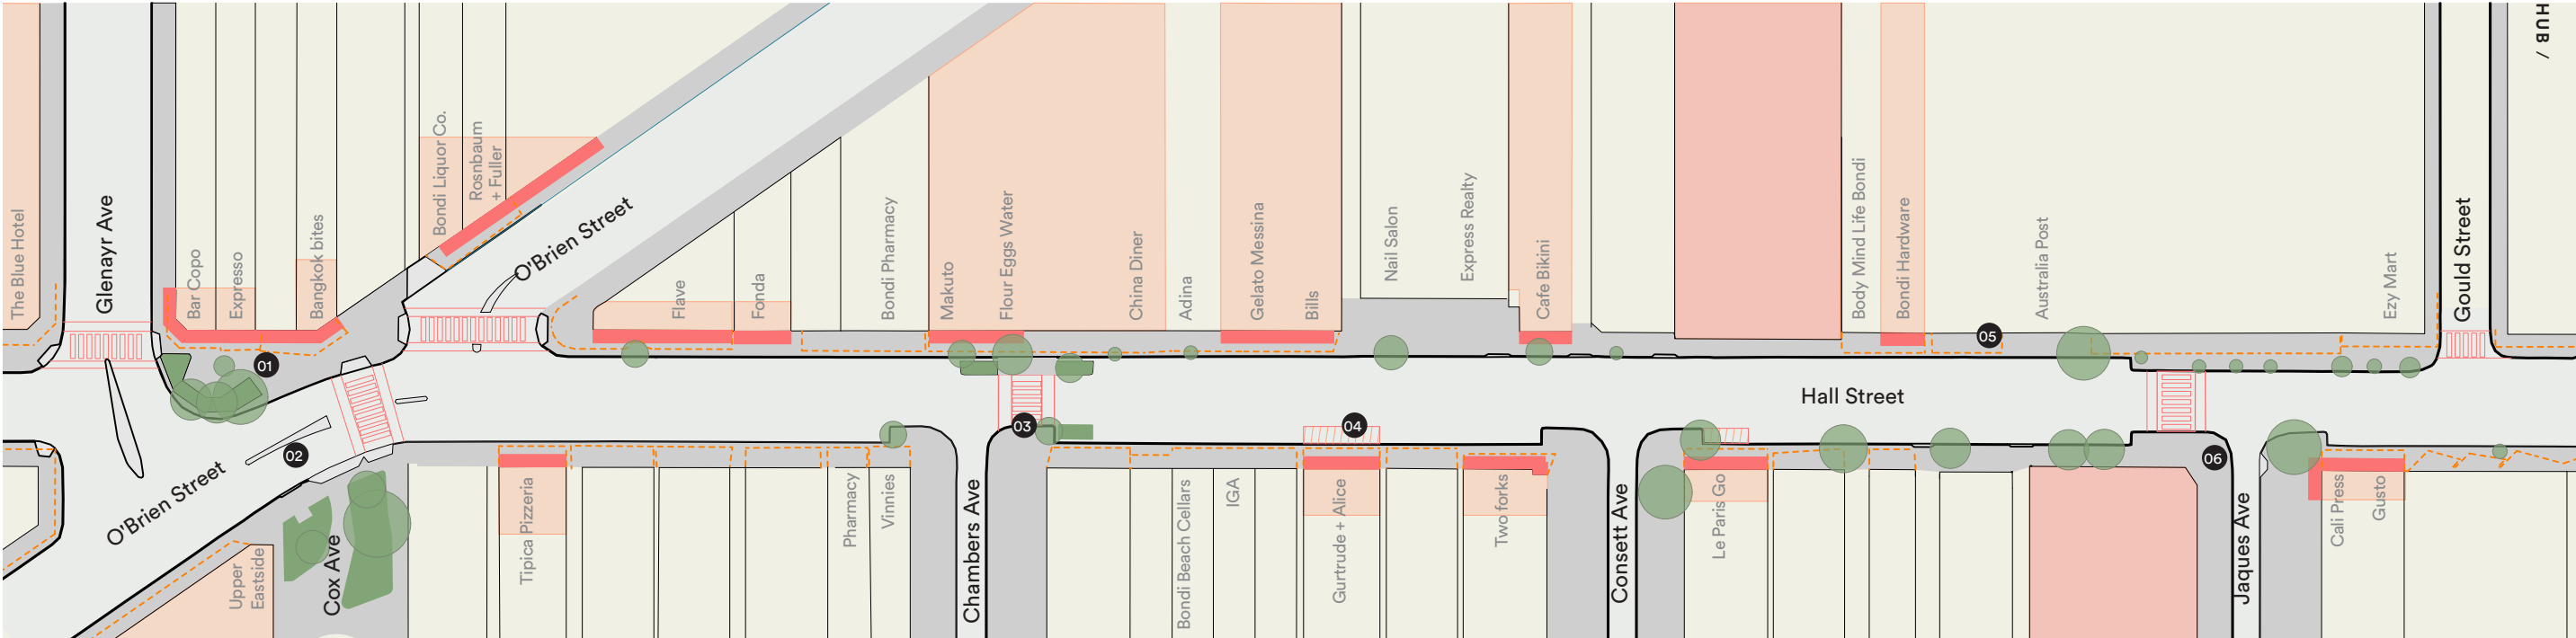 HUB /
The Blue Hotel
Glenayr Ave
Bar Copo
Expresso
Bangkok bites
Bondi Liquor Co.
Rosnbaum
+ Fuller
O'Brien Street
Flave
Fonda
Bondi Pharmacy
Makuto
Flour Eggs Water
China Diner
Adina
Gelato Messina
Bills
Nail Salon
Express Realty
Cafe Bikini
Body Mind Life Bondi
Bondi Hardware
Australia Post
Ezy Mart
Gould Street
01
05
Hall Street
02
03
04
06
O'Brien Street
Upper
Eastside
Cox Ave
Tipica Pizzeria
Pharmacy
Vinnies
Chambers Ave
Bondi Beach Cellars
IGA
Gurtrude + Alice
Two forks
Consett Ave
Le Paris Go
Jaques Ave
Cali Press
Gusto